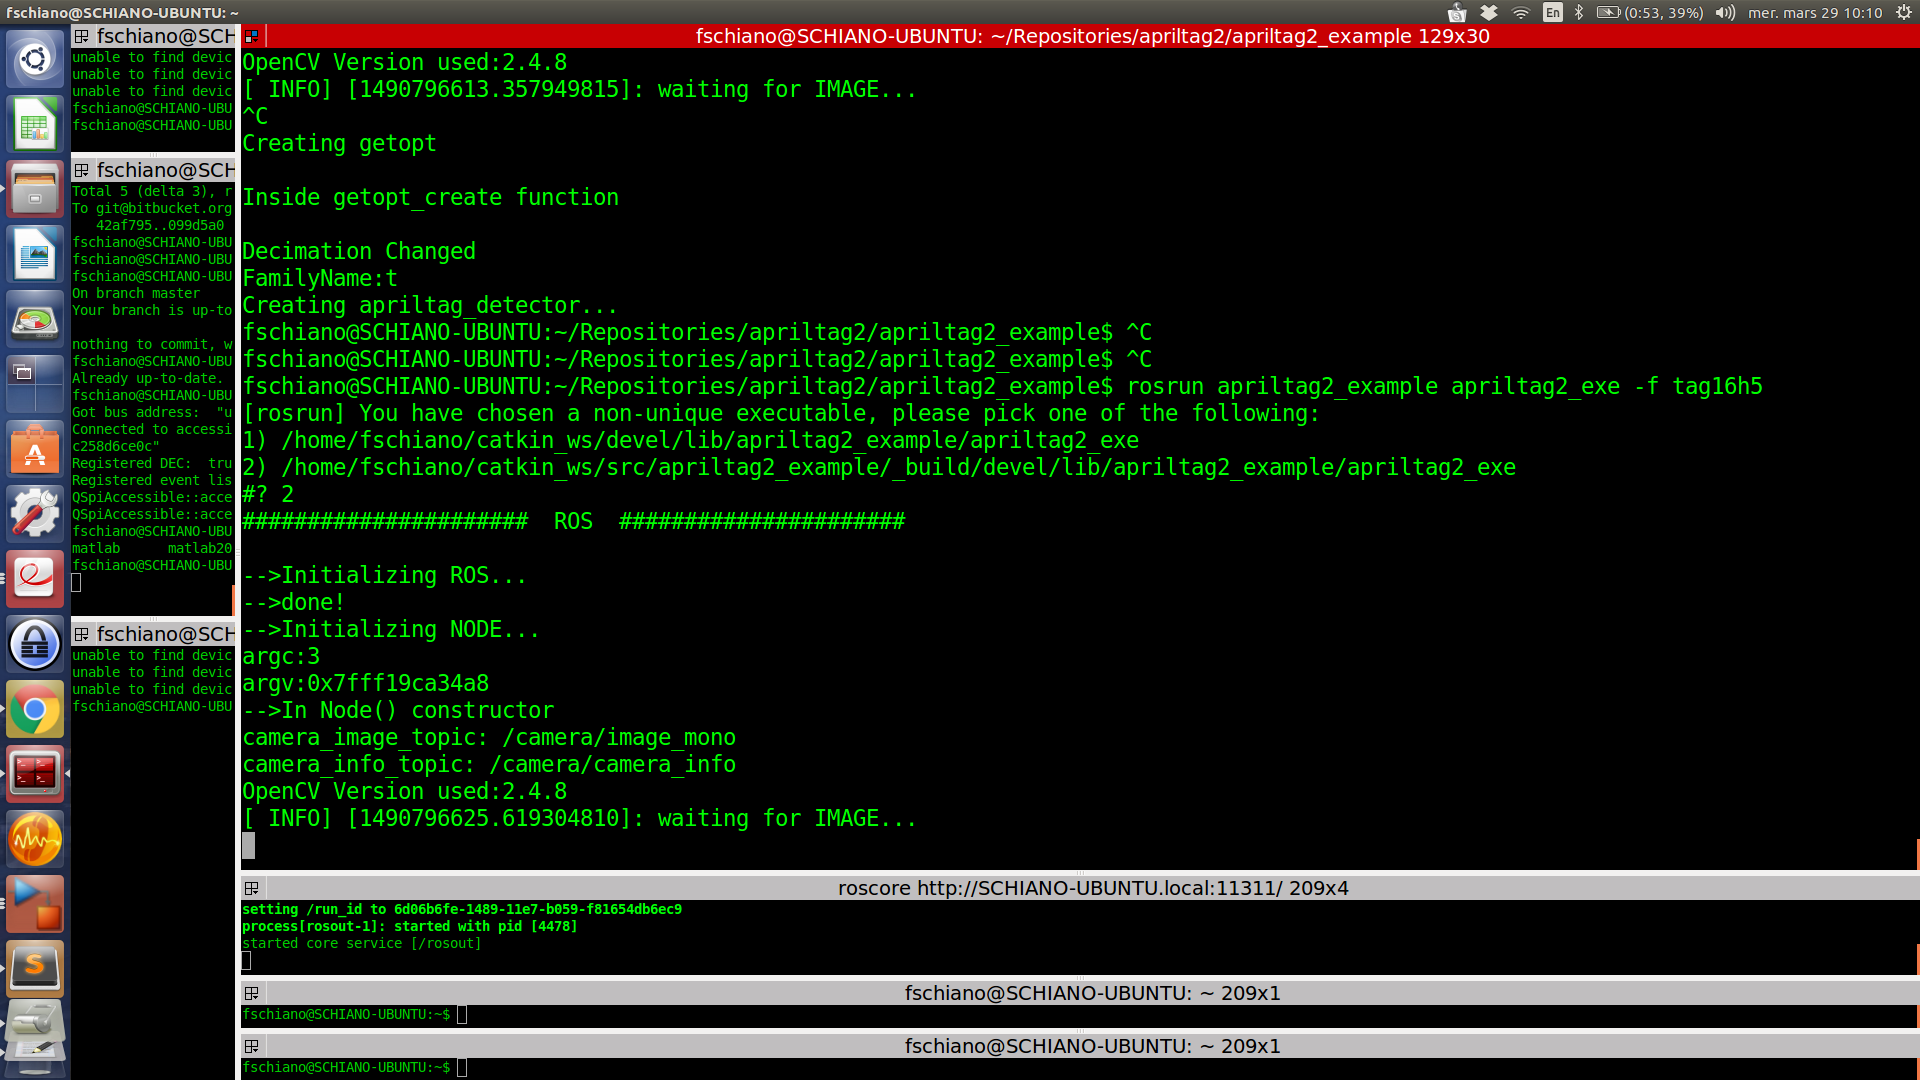 fschiano@SCHIANO-UBUNTU: ~
En
(0:53, 39%)
mer. mars 29 10:10
fschiano@SCH
unable to find devic
unable to find devic
unable to find devic
fschiano@SCHIANO-UBU
fschiano@SCHIANO-UBU
fschiano@SCH
Total 5 (delta 3), r
To git@bitbucket.org
42af795..099d5a0
fschiano@SCHIANO-UBU
fschiano@SCHIANO-UBU
fschiano@SCHIANO-UBU
On branch master
Your branch is up-to
nothing to commit, w
fschiano@SCHIANO-UBU
Already up-to-date.
fschiano@SCHIANO-UBU
Got bus address:  "u
Connected to accessi
c258d6ce0c"
Registered DEC:  tru
Registered event lis
QSpiAccessible::acce
QSpiAccessible::acce
fschiano@SCHIANO-UBU
matlab      matlab20
fschiano@SCHIANO-UBU
fschiano@SCH
unable to find devic
unable to find devic
unable to find devic
fschiano@SCHIANO-UBU
fschiano@SCHIANO-UBUNTU: ~/Repositories/apriltag2/apriltag2_example 129x30
OpenCV Version used:2.4.8
[ INFO] [1490796613.357949815]: waiting for IMAGE...
^C
Creating getopt
Inside getopt_create function
Decimation Changed
FamilyName:t
Creating apriltag_detector...
fschiano@SCHIANO-UBUNTU:~/Repositories/apriltag2/apriltag2_example$ ^C
fschiano@SCHIANO-UBUNTU:~/Repositories/apriltag2/apriltag2_example$ ^C
fschiano@SCHIANO-UBUNTU:~/Repositories/apriltag2/apriltag2_example$ rosrun apriltag2_example apriltag2_exe -f tag16h5
[rosrun] You have chosen a non-unique executable, please pick one of the following:
1) /home/fschiano/catkin_ws/devel/lib/apriltag2_example/apriltag2_exe
2) /home/fschiano/catkin_ws/src/apriltag2_example/_build/devel/lib/apriltag2_example/apriltag2_exe
#? 2
######################  ROS  ######################
-->Initializing ROS...
-->done!
-->Initializing NODE...
argc:3
argv:0x7fff19ca34a8
-->In Node() constructor
camera_image_topic: /camera/image_mono
camera_info_topic: /camera/camera_info
OpenCV Version used:2.4.8
[ INFO] [1490796625.619304810]: waiting for IMAGE...
roscore http://SCHIANO-UBUNTU.local:11311/ 209x4
setting /run_id to 6d06b6fe-1489-11e7-b059-f81654db6ec9
process[rosout-1]: started with pid [4478]
started core service [/rosout]
fschiano@SCHIANO-UBUNTU: ~ 209x1
fschiano@SCHIANO-UBUNTU:~$
fschiano@SCHIANO-UBUNTU: ~ 209x1
fschiano@SCHIANO-UBUNTU:~$